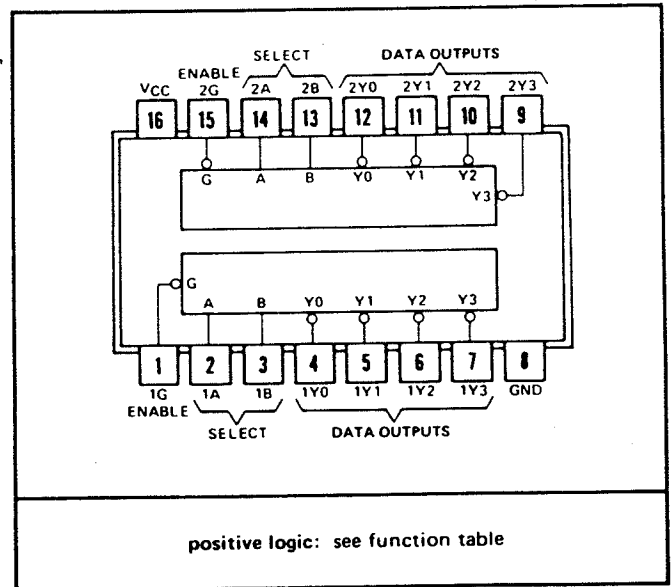 SELECT DATA OUTPUTS
ENABLE
VCC 2G 2A 2B 2Y0 2Y1 2Y2 2Y3
16 15 14 13 12 11 10 9
G A B Y0 Y1 Y2
Y3
G
A B Y0 Y1 Y2 Y3
1 2 3 4 5 6 7 8
1G 1A 1B 1Y0 1Y1 1Y2 1Y3 GND
ENABLE
SELECT DATA OUTPUTS
positive logic: see function table